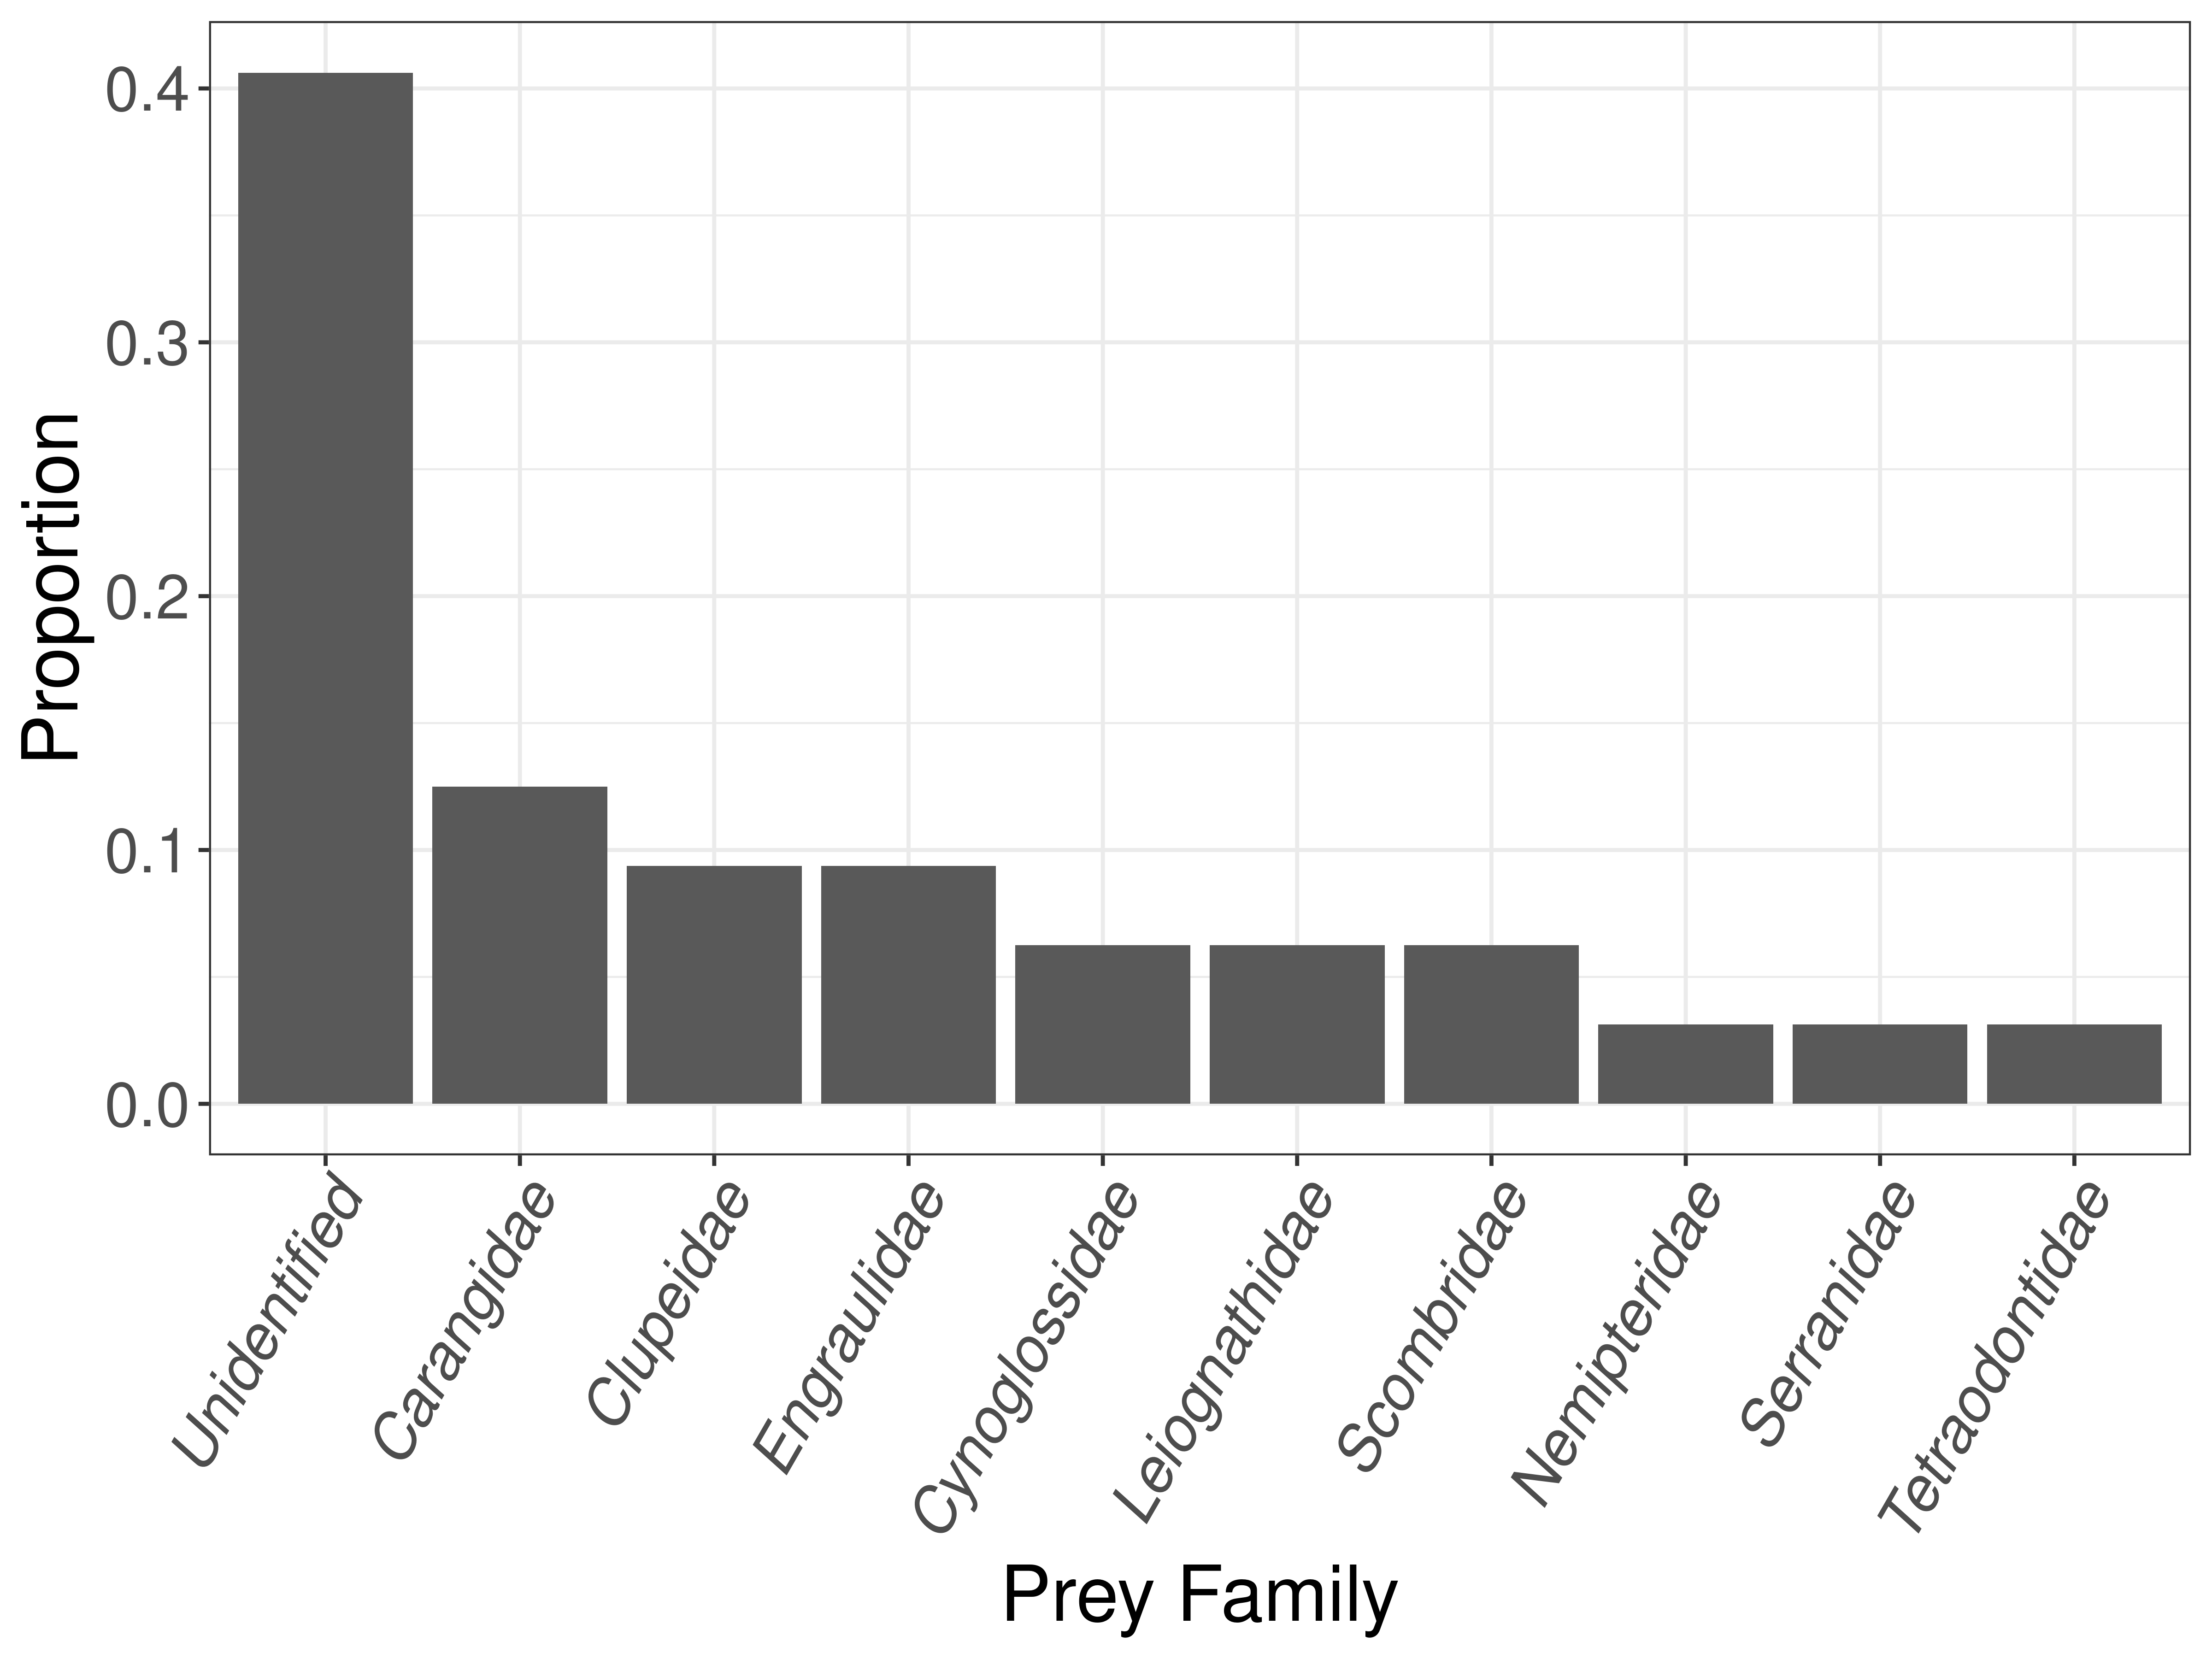 Proportion
0.4
0.3
0.2
0.1
0.0
Unidentified
Carangidae
Clupeidae
Engraulidae
Cynoglossidae
Leiognathidae
Scombridae
Nemipteridae
Serranidae
Tetraodontidae
Prey Family